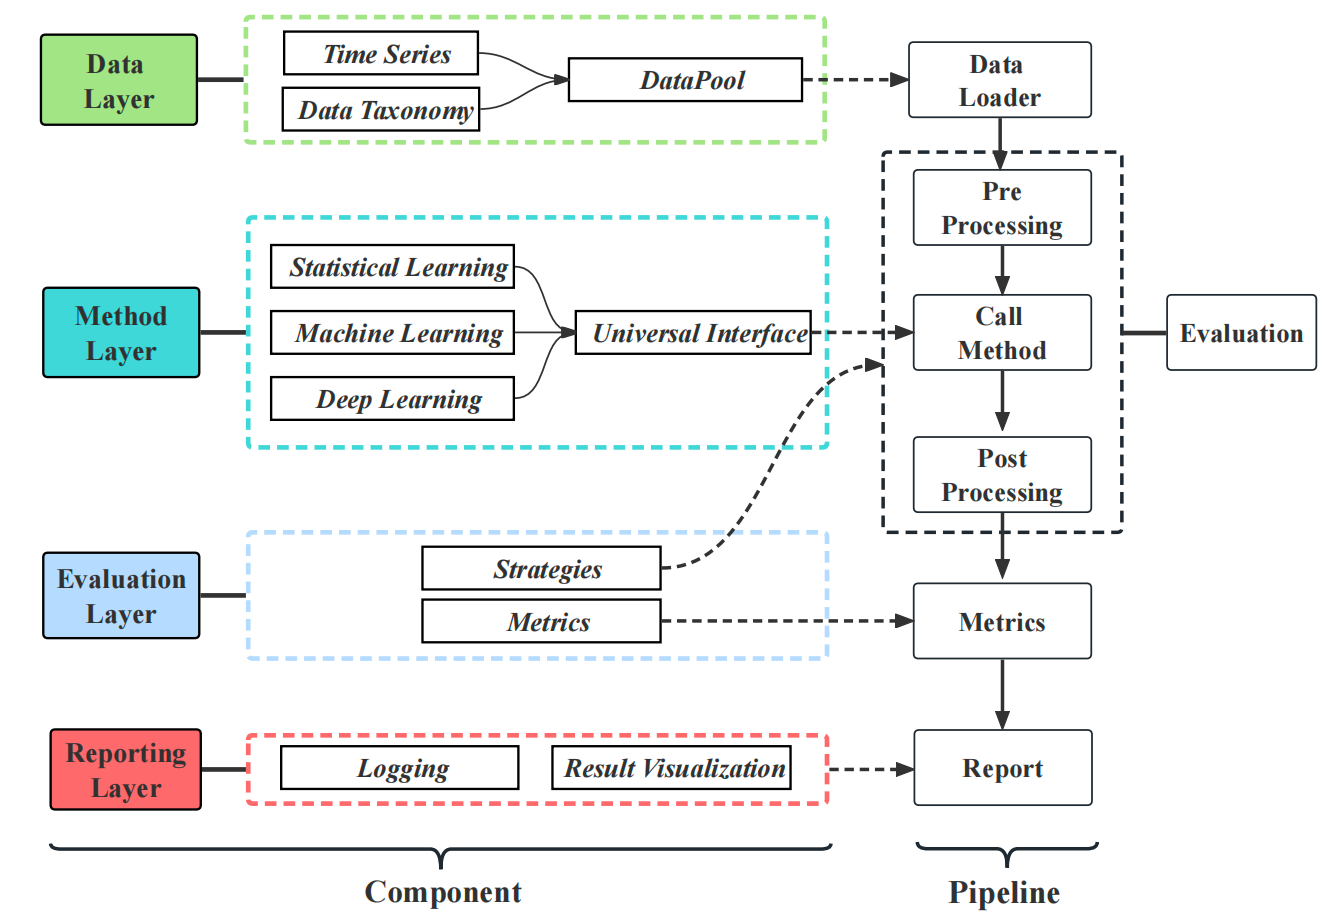 Data
Layer
Time Series
Data Taxonomy
DataPool
Data
Loader
Pre
Processing
Method
Layer
Statistical Learning
Machine Learning
Deep Learning
Universal Interface
Call
Method
Evaluation
Post
Processing
Evaluation
Layer
Strategies
Metrics
Metrics
Reporting
Layer
Logging
Result Visualization
Report
Component
Pipeline